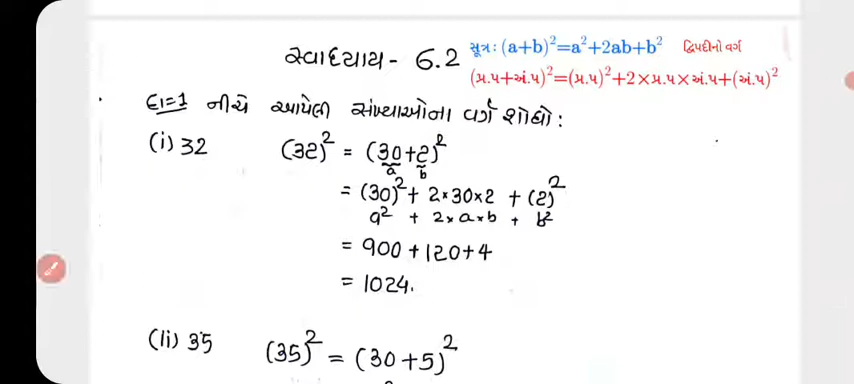 સ્વાધ્યાય - 6.2 સૂત્ર: (a+b)²=a²+2ab+b² દ્વિપદીનો વર્ગ
(પ્ર.પ+અં.પ)²=(પ્ર.પ)²+2×પ્ર.પ×અં.પ+(અં.પ)²
દા=1 નીચે આપેલી સંખ્યાઓના વર્ગ શોધો:
(i) 32 (32)² = (30+2)²
a b
= (30)² + 2×30×2 + (2)²
a² + 2×a×b + b²
= 900 + 120 + 4
= 1024.
(ii) 35 (35)² = (30+5)²